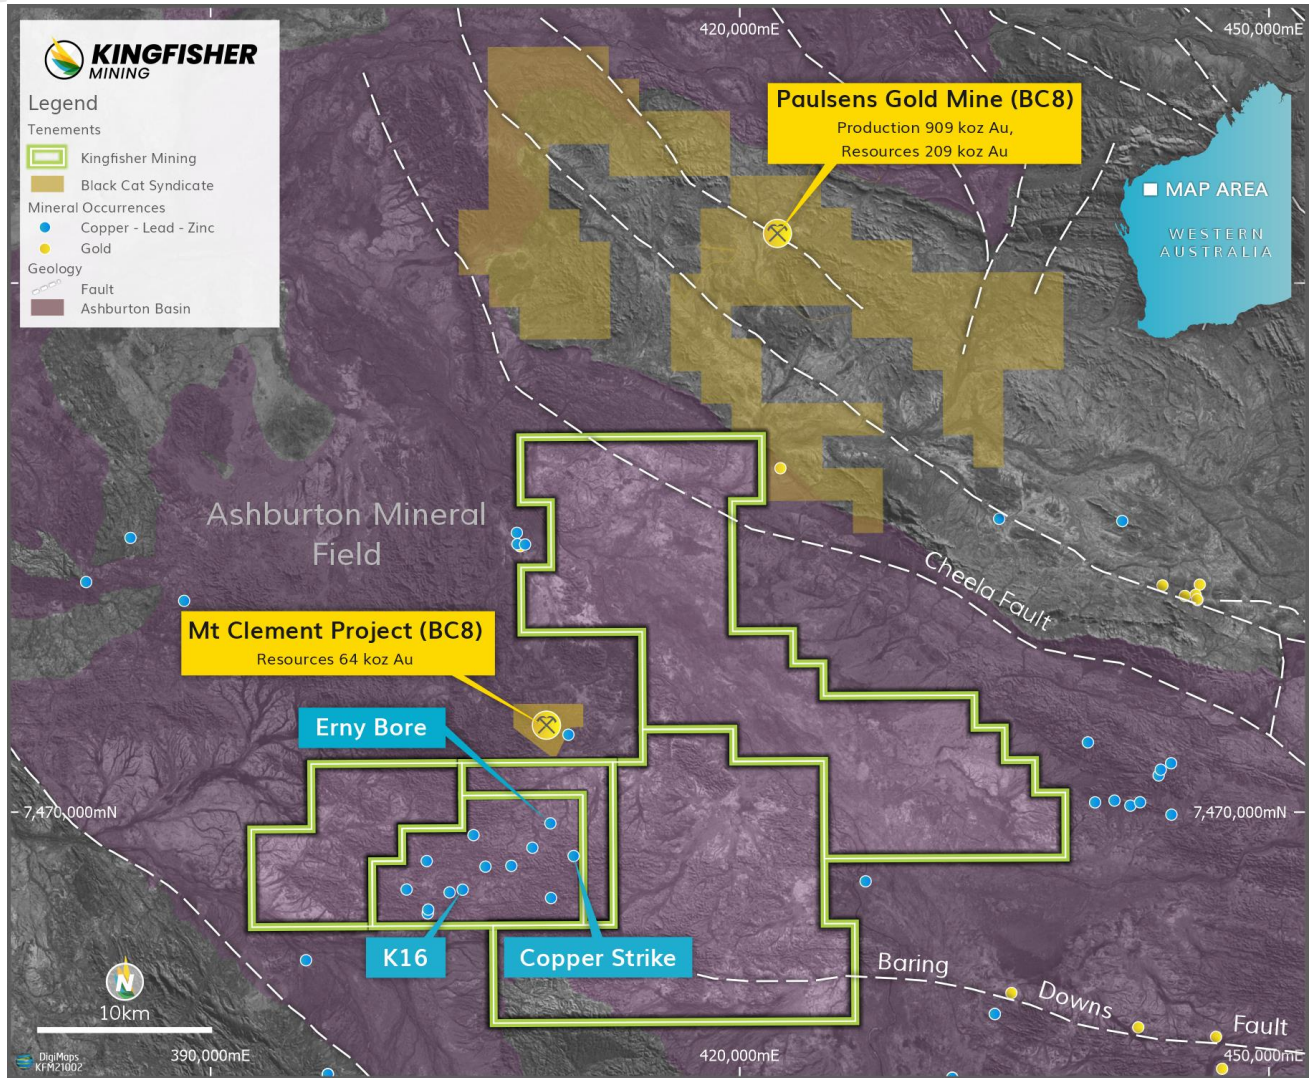 KINGFISHER
MINING
Legend
Tenements
Kingfisher Mining
Black Cat Syndicate
Mineral Occurrences
Copper - Lead - Zinc
Gold
Geology
Fault
Ashburton Basin
420,000mE
450,000mE
Paulsens Gold Mine (BC8)
Production 909 koz Au,
Resources 209 koz Au
MAP AREA
WESTERN
AUSTRALIA
Ashburton Mineral
Field
Cheela Fault
Mt Clement Project (BC8)
Resources 64 koz Au
Erny Bore
7,470,000mN
7,470,000mN
K16
Copper Strike
Baring
Downs
Fault
N
10km
DigiMaps
KFM21002
390,000mE
420,000mE
450,000mE